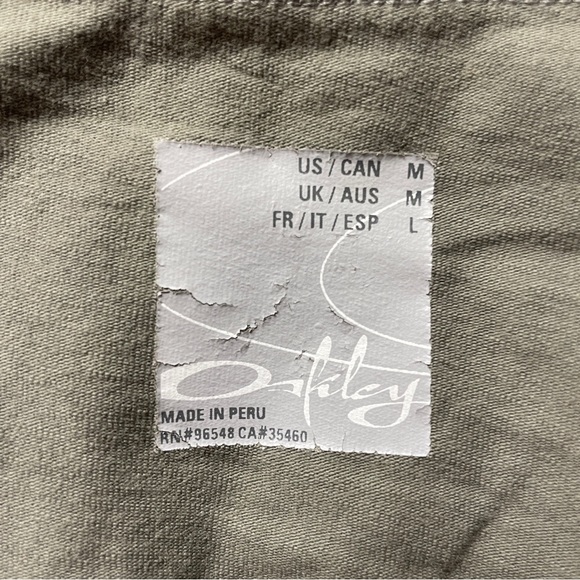 US / CAN M
UK / AUS M
FR / IT / ESP L
Oakley
MADE IN PERU
RN#96548 CA#35460